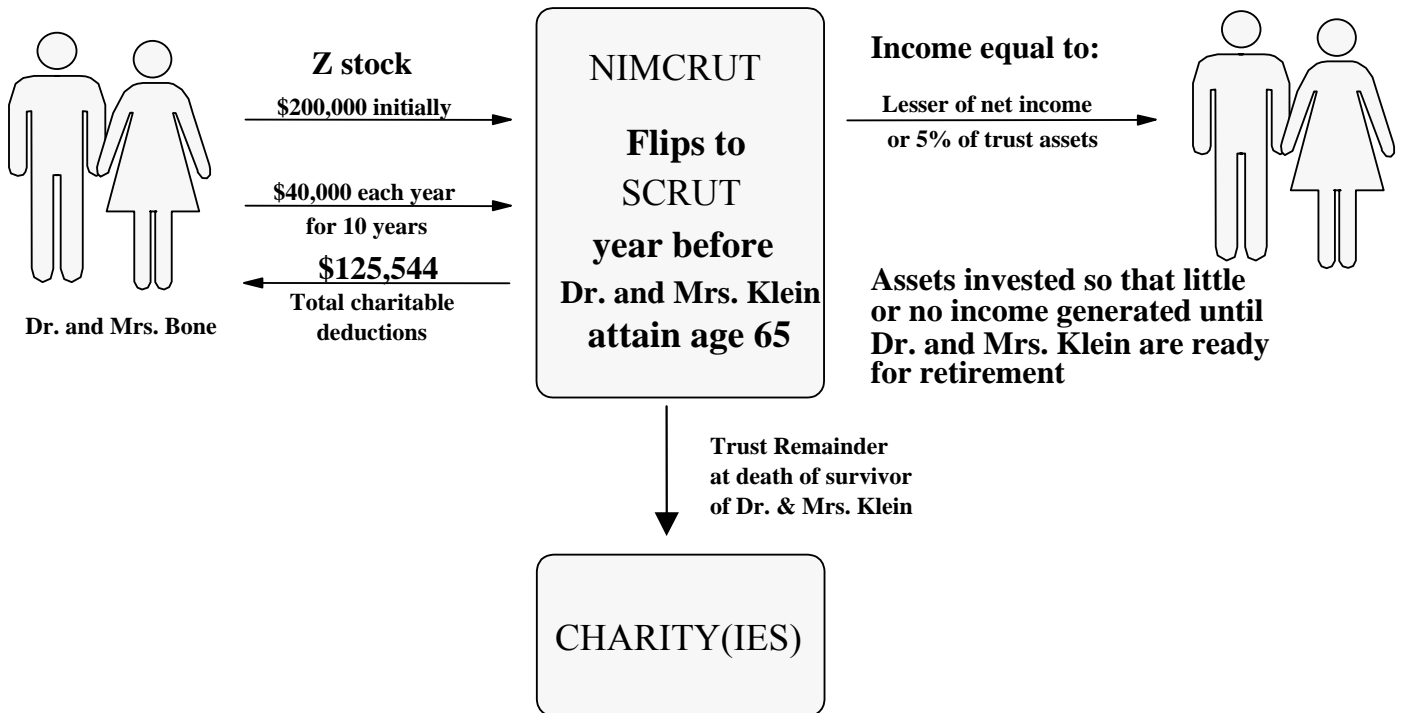 Z stock
$200,000 initially
$40,000 each year
for 10 years
$125,544
Total charitable
deductions
Dr. and Mrs. Bone
NIMCRUT
Flips to
SCRUT
year before
Dr. and Mrs. Klein
attain age 65
Income equal to:
Lesser of net income
or 5% of trust assets
Assets invested so that little
or no income generated until
Dr. and Mrs. Klein are ready
for retirement
Trust Remainder
at death of survivor
of Dr. & Mrs. Klein
CHARITY(IES)